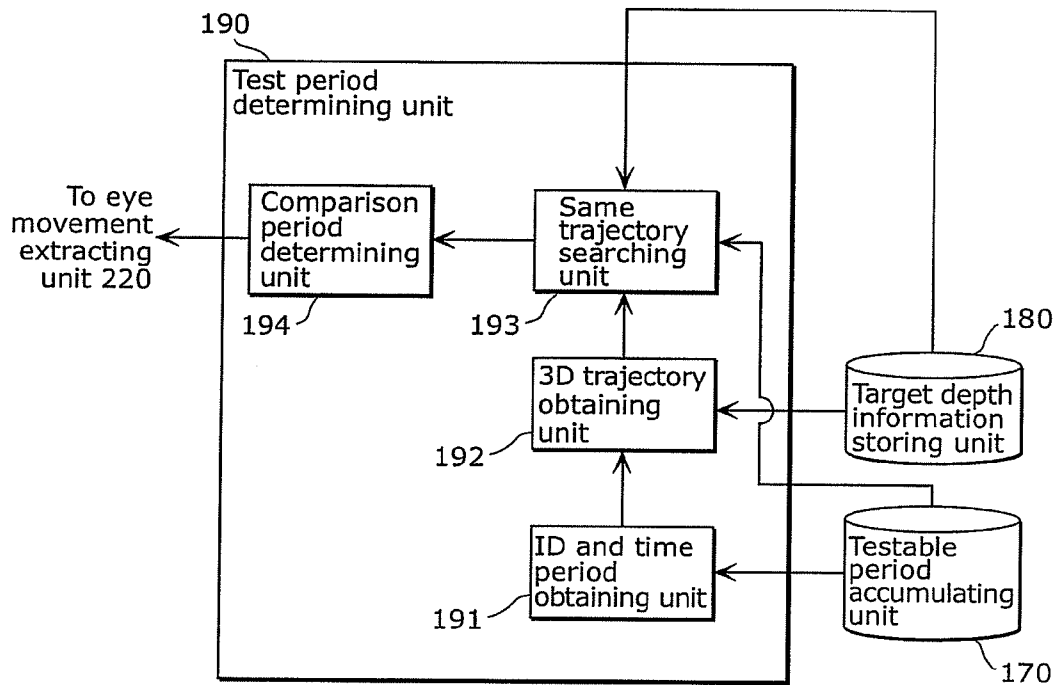 190
Test period
determining unit
To eye
movement
extracting
unit 220
Comparison
period
determining
unit
194
Same
trajectory
searching
unit
193
180
3D trajectory
obtaining
unit
192
Target depth
information
storing unit
ID and time
period
obtaining unit
191
Testable
period
accumulating
unit
170